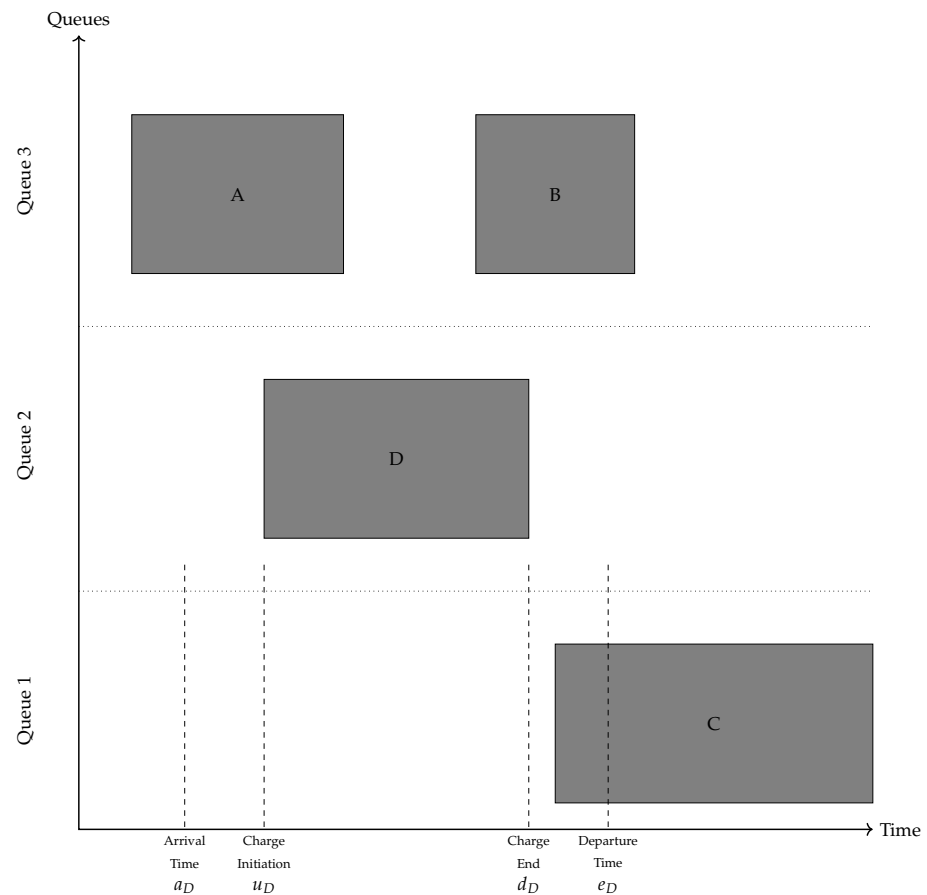 Queues
Queue 3
A
B
Queue 2
D
Queue 1
C
Time
Arrival
Time
a_D
Charge
Initiation
u_D
Charge
End
d_D
Departure
Time
e_D